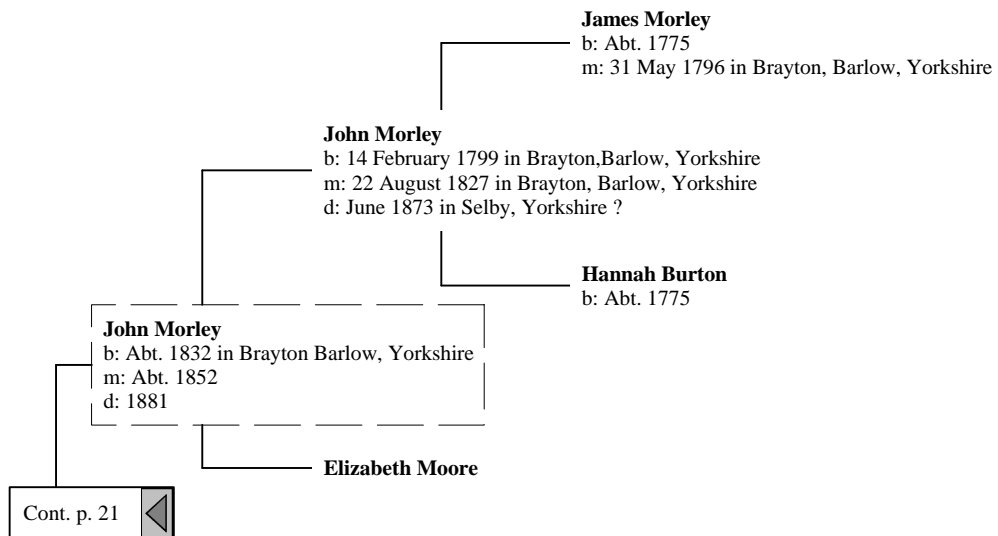 James Morley
b: Abt. 1775
m: 31 May 1796 in Brayton, Barlow, Yorkshire
John Morley
b: 14 February 1799 in Brayton,Barlow, Yorkshire
m: 22 August 1827 in Brayton, Barlow, Yorkshire
d: June 1873 in Selby, Yorkshire ?
Hannah Burton
b: Abt. 1775
John Morley
b: Abt. 1832 in Brayton Barlow, Yorkshire
m: Abt. 1852
d: 1881
Elizabeth Moore
Cont. p. 21